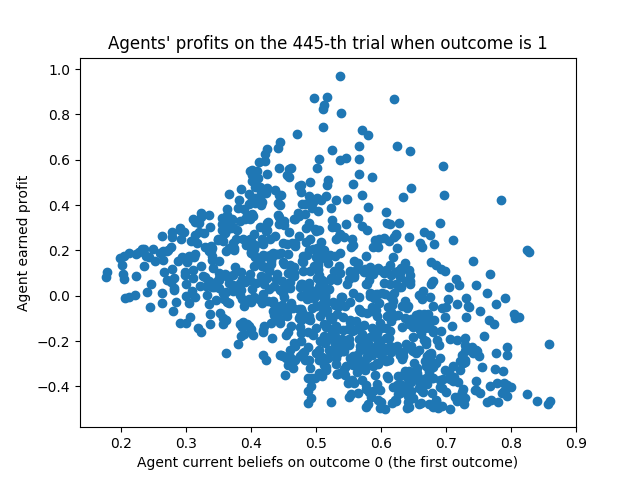 Agents' profits on the 445-th trial when outcome is 1
1.0
0.8
0.6
0.4
0.2
0.0
−0.2
−0.4
Agent earned profit
0.2 0.3 0.4 0.5 0.6 0.7 0.8 0.9
Agent current beliefs on outcome 0 (the first outcome)